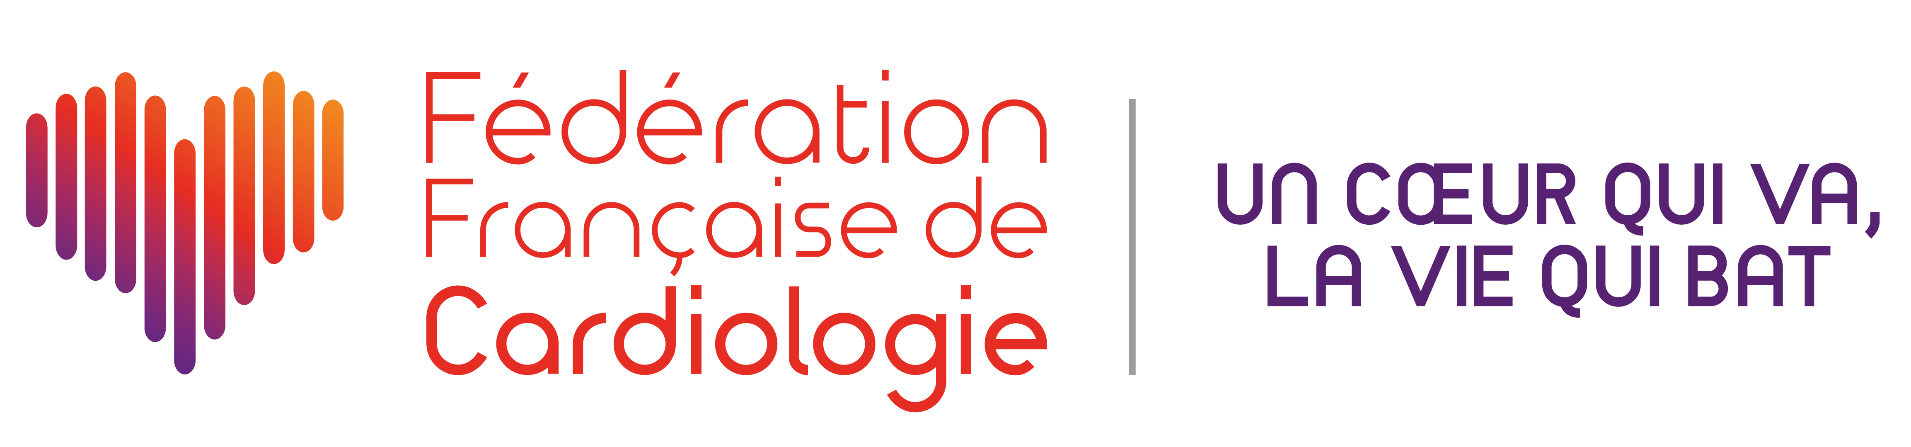 Fédération
Française de
Cardiologie
UN CŒUR QUI VA,
LA VIE QUI BAT